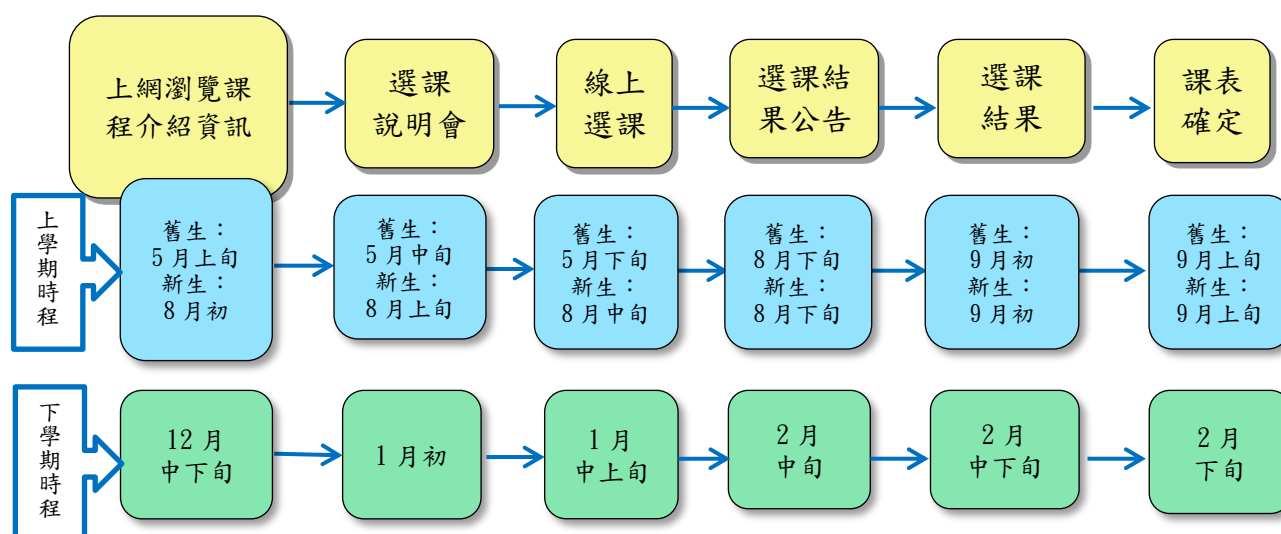 上網瀏覽課
程介紹資訊
選課
說明會
線上
選課
選課結
果公告
選課
結果
課表
確定
上學期時程
舊生：
5月上旬
新生：
8月初
舊生：
5月中旬
新生：
8月上旬
舊生：
5月下旬
新生：
8月中旬
舊生：
8月下旬
新生：
8月下旬
舊生：
9月初
新生：
9月初
舊生：
9月上旬
新生：
9月上旬
下學期時程
12月
中下旬
1月初
1月
中上旬
2月
中旬
2月
中下旬
2月
下旬